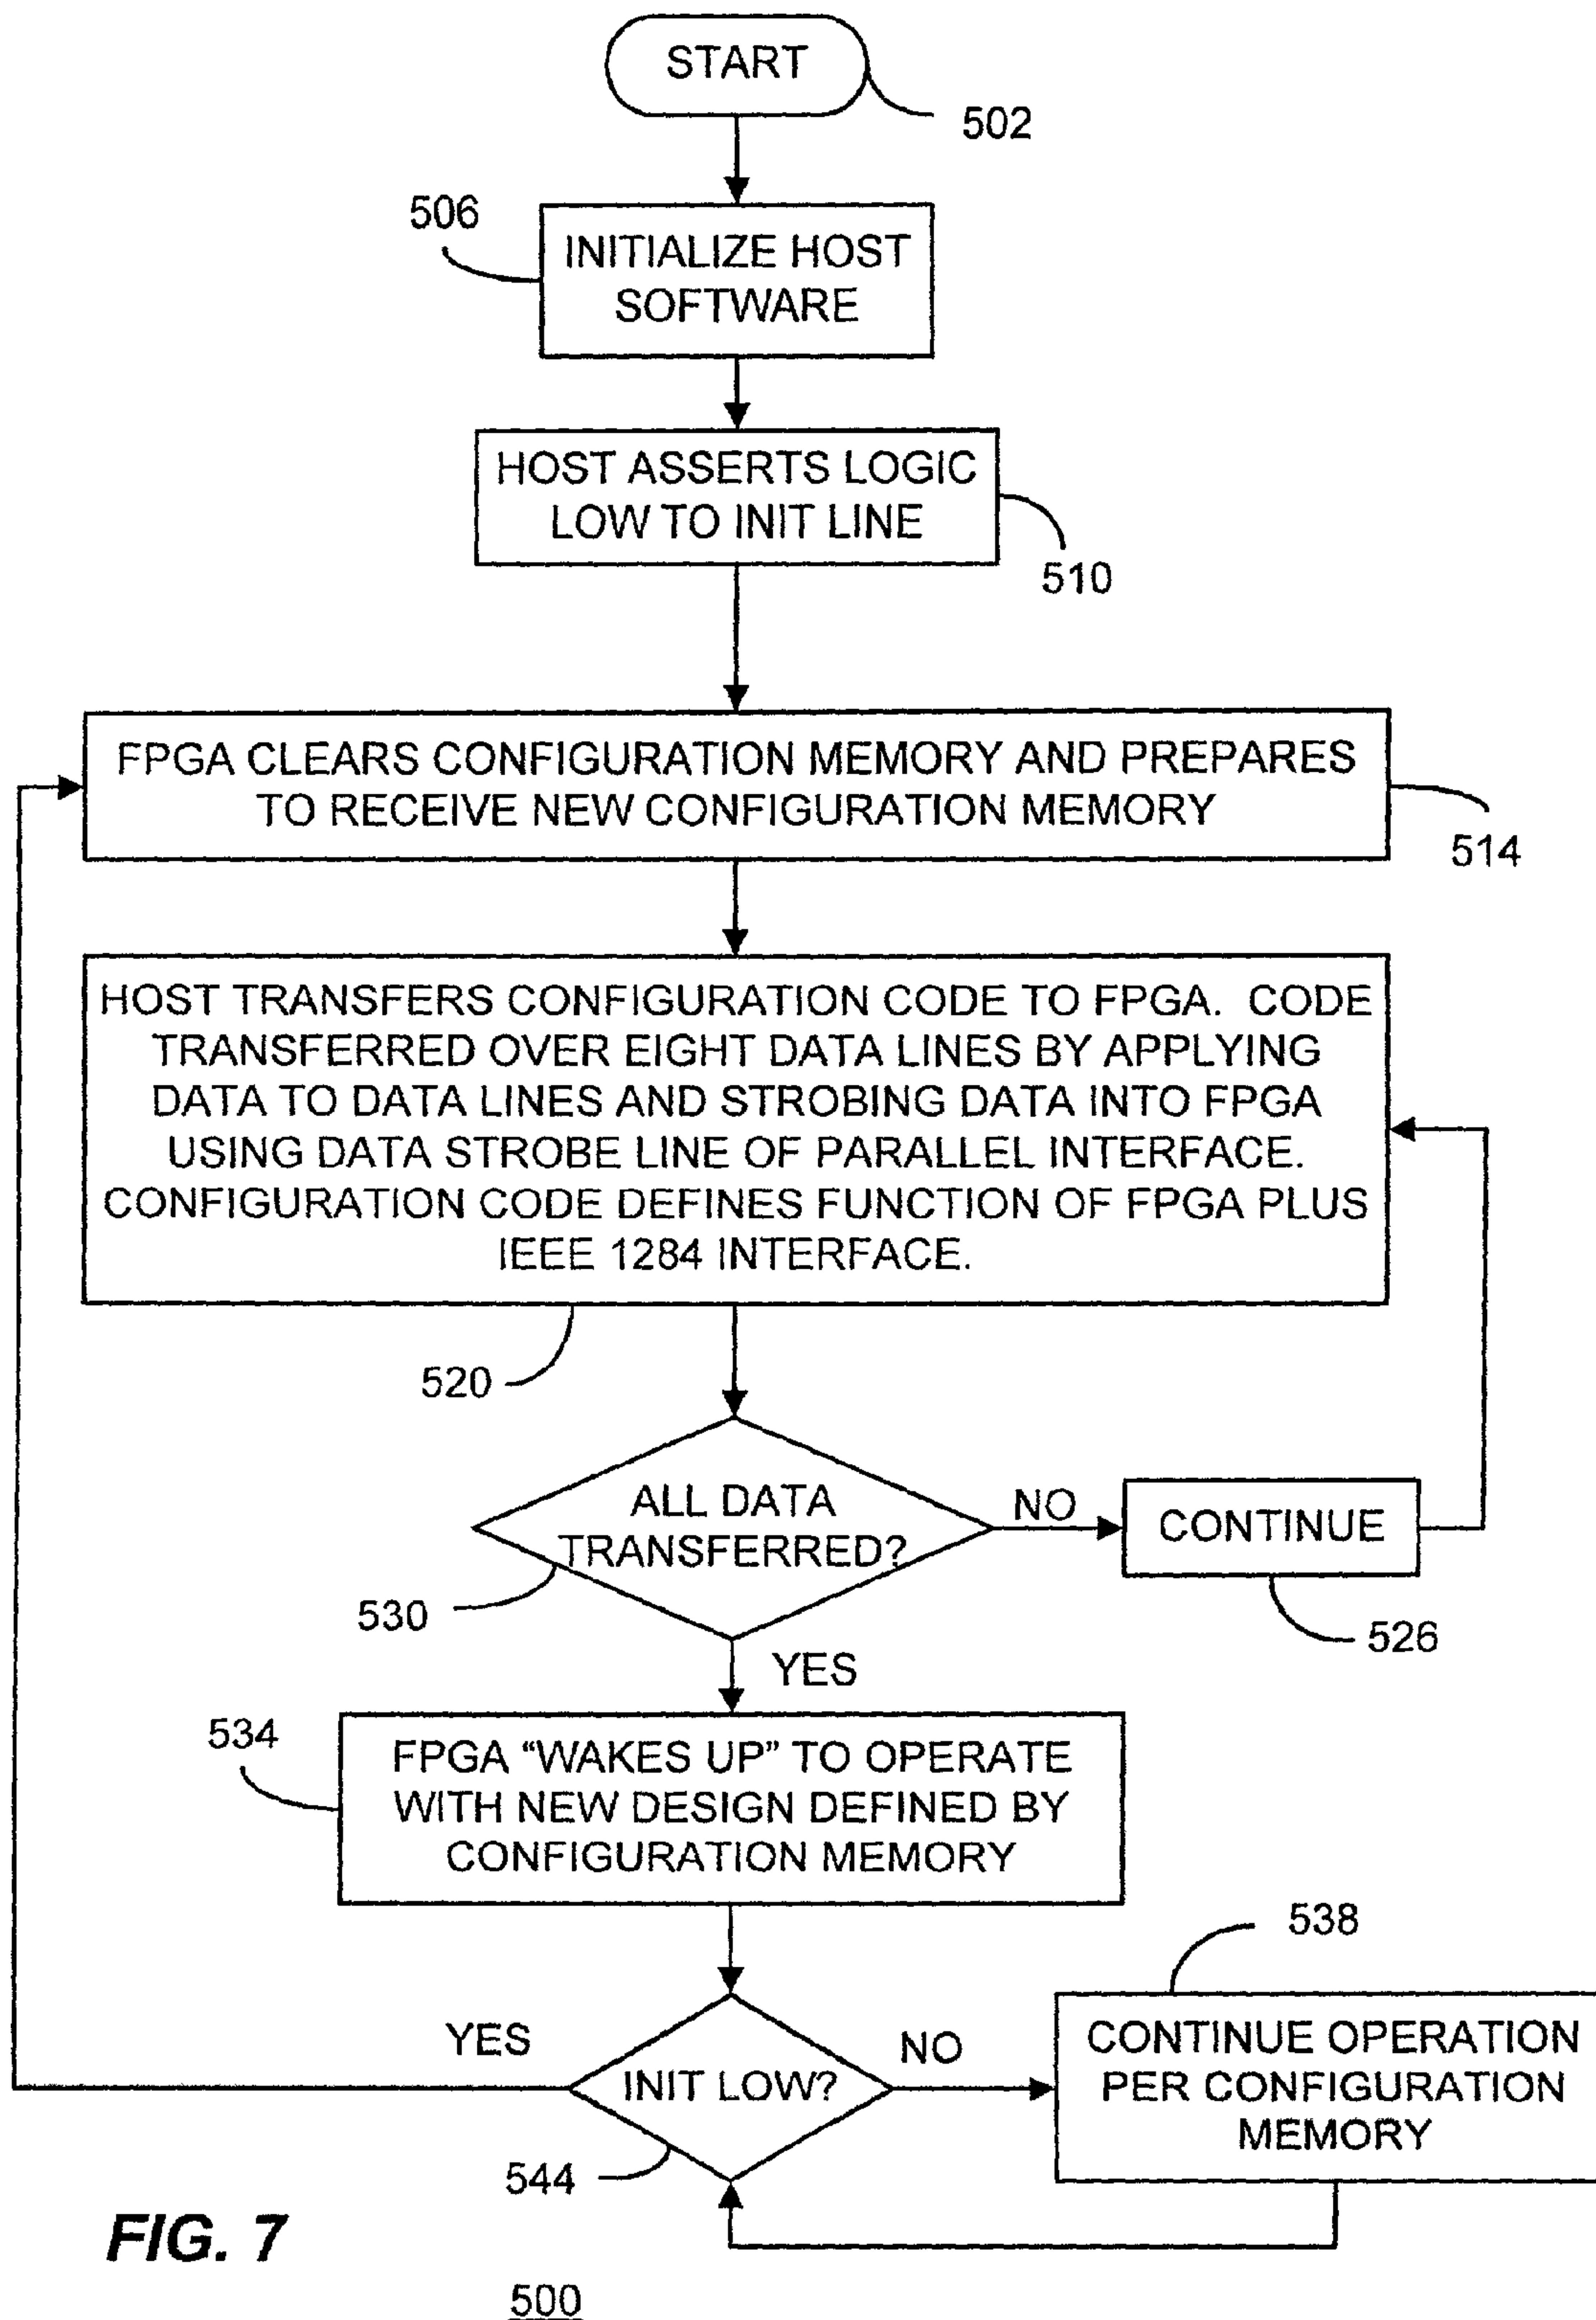 START
502
506
INITIALIZE HOST
SOFTWARE
HOST ASSERTS LOGIC
LOW TO INIT LINE
510
FPGA CLEARS CONFIGURATION MEMORY AND PREPARES
TO RECEIVE NEW CONFIGURATION MEMORY
514
HOST TRANSFERS CONFIGURATION CODE TO FPGA. CODE
TRANSFERRED OVER EIGHT DATA LINES BY APPLYING
DATA TO DATA LINES AND STROBING DATA INTO FPGA
USING DATA STROBE LINE OF PARALLEL INTERFACE.
CONFIGURATION CODE DEFINES FUNCTION OF FPGA PLUS
IEEE 1284 INTERFACE.
520
ALL DATA
TRANSFERRED?
530
NO
CONTINUE
526
YES
534
FPGA “WAKES UP” TO OPERATE
WITH NEW DESIGN DEFINED BY
CONFIGURATION MEMORY
538
YES
INIT LOW?
NO
CONTINUE OPERATION
PER CONFIGURATION
MEMORY
544
FIG. 7
500